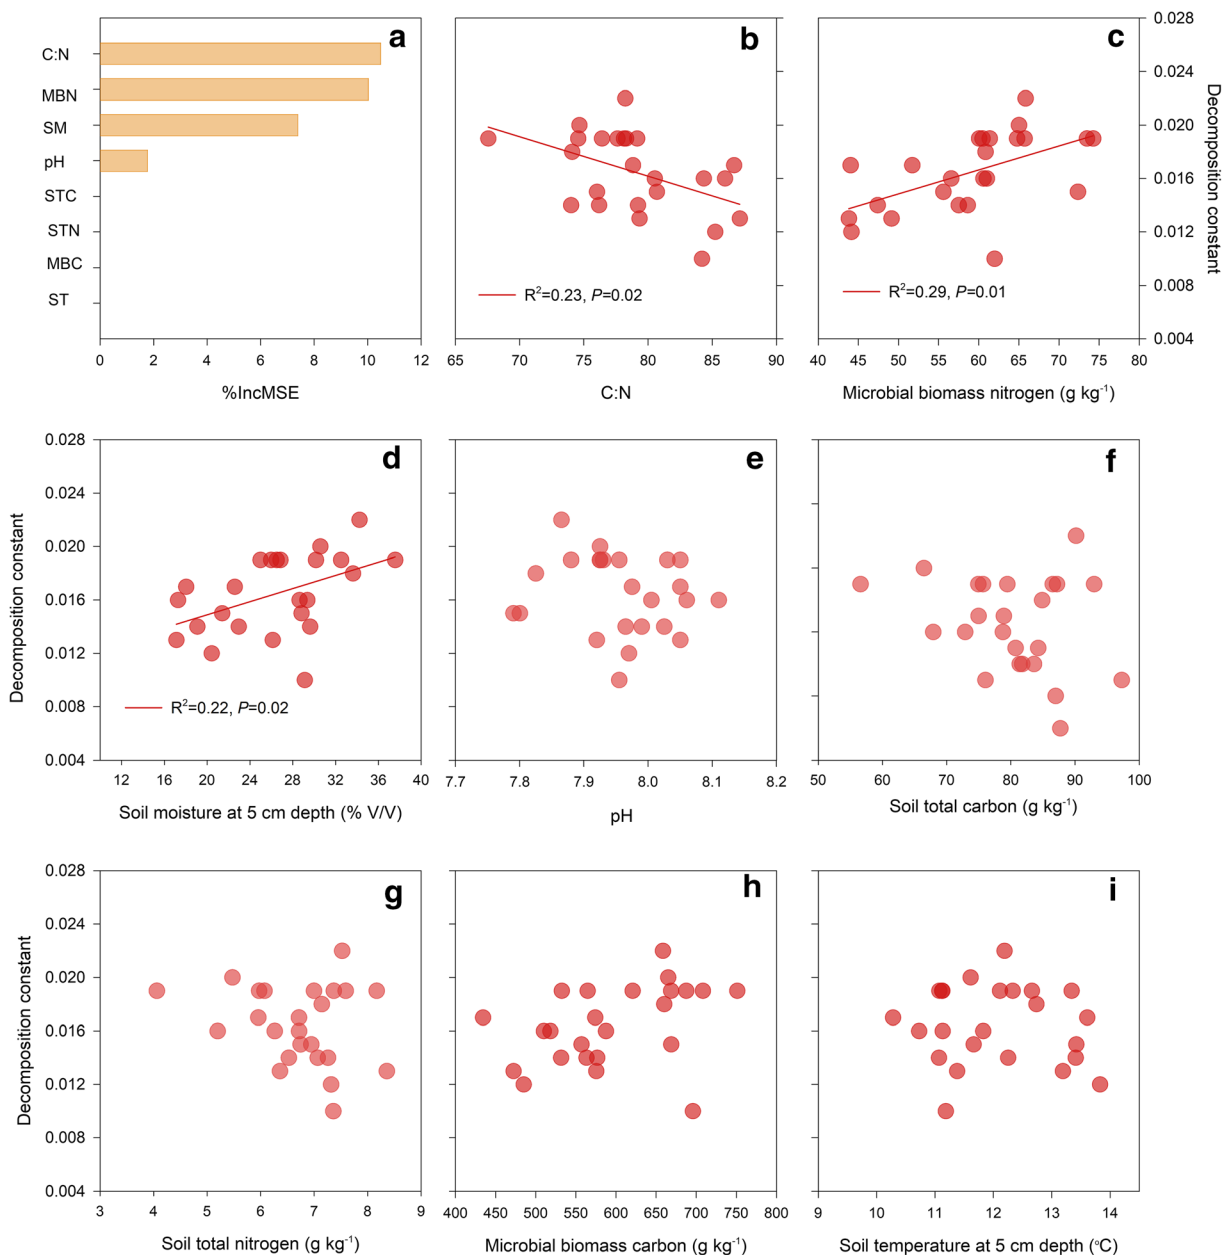 a
C:N
MBN
SM
pH
STC
STN
MBC
ST
0 2 4 6 8 10 12
%IncMSE
b
R²=0.23, P=0.02
65 70 75 80 85 90
C:N
c
0.028
0.024
0.020
0.016
0.012
0.008
0.004
Decomposition constant
R²=0.29, P=0.01
40 45 50 55 60 65 70 75 80
Microbial biomass nitrogen (g kg⁻¹)
d
Decomposition constant
0.028
0.024
0.020
0.016
0.012
0.008
0.004
R²=0.22, P=0.02
12 16 20 24 28 32 36 40
Soil moisture at 5 cm depth (% V/V)
e
7.7 7.8 7.9 8.0 8.1 8.2
pH
f
50 60 70 80 90 100
Soil total carbon (g kg⁻¹)
g
Decomposition constant
0.028
0.024
0.020
0.016
0.012
0.008
0.004
3 4 5 6 7 8 9
Soil total nitrogen (g kg⁻¹)
h
400 450 500 550 600 650 700 750 800
Microbial biomass carbon (g kg⁻¹)
i
9 10 11 12 13 14
Soil temperature at 5 cm depth (°C)